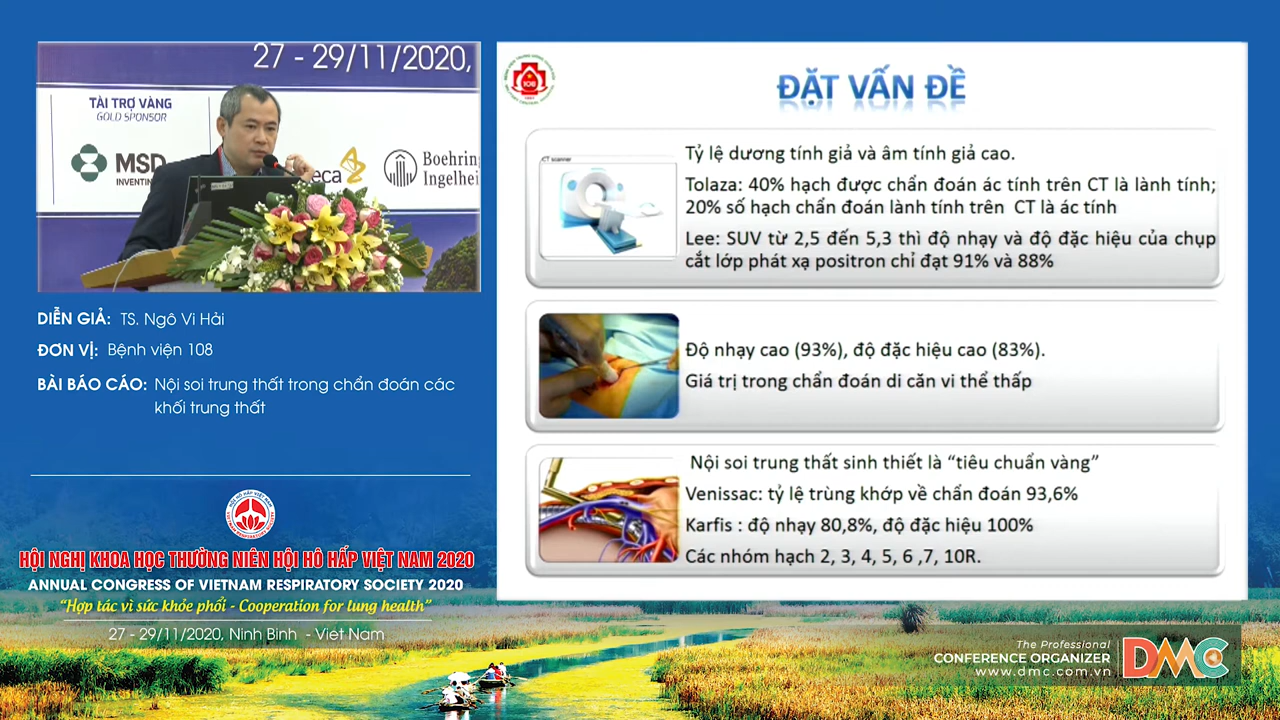 27 - 29/11/2020,
TÀI TRỢ VÀNG
GOLD SPONSOR
MSD
INVENTIN
eca
Boehring
Ingelhei
DIỄN GIẢ: TS. Ngô Vi Hải
ĐƠN VỊ: Bệnh viện 108
BÀI BÁO CÁO: Nội soi trung thất trong chẩn đoán các
khối trung thất
HỘI NGHỊ KHOA HỌC THƯỜNG NIÊN HỘI HÔ HẤP VIỆT NAM 2020
ANNUAL CONGRESS OF VIETNAM RESPIRATORY SOCIETY 2020
“Hợp tác vì sức khỏe phổi - Cooperation for lung health”
27 - 29/11/2020, Ninh Bình - Viet Nam
108
ĐẶT VẤN ĐỀ
CT scanner
Tỷ lệ dương tính giả và âm tính giả cao.
Tolaza: 40% hạch được chẩn đoán ác tính trên CT là lành tính;
20% số hạch chẩn đoán lành tính trên CT là ác tính
Lee: SUV từ 2,5 đến 5,3 thì độ nhạy và độ đặc hiệu của chụp
cắt lớp phát xạ positron chỉ đạt 91% và 88%
Độ nhạy cao (93%), độ đặc hiệu cao (83%).
Giá trị trong chẩn đoán di căn vi thể thấp
Nội soi trung thất sinh thiết là “tiêu chuẩn vàng”
Venissac: tỷ lệ trùng khớp về chẩn đoán 93,6%
Karfis : độ nhạy 80,8%, độ đặc hiệu 100%
Các nhóm hạch 2, 3, 4, 5, 6 ,7, 10R.
The Professional
CONFERENCE ORGANIZER
www.dmc.com.vn
DMC